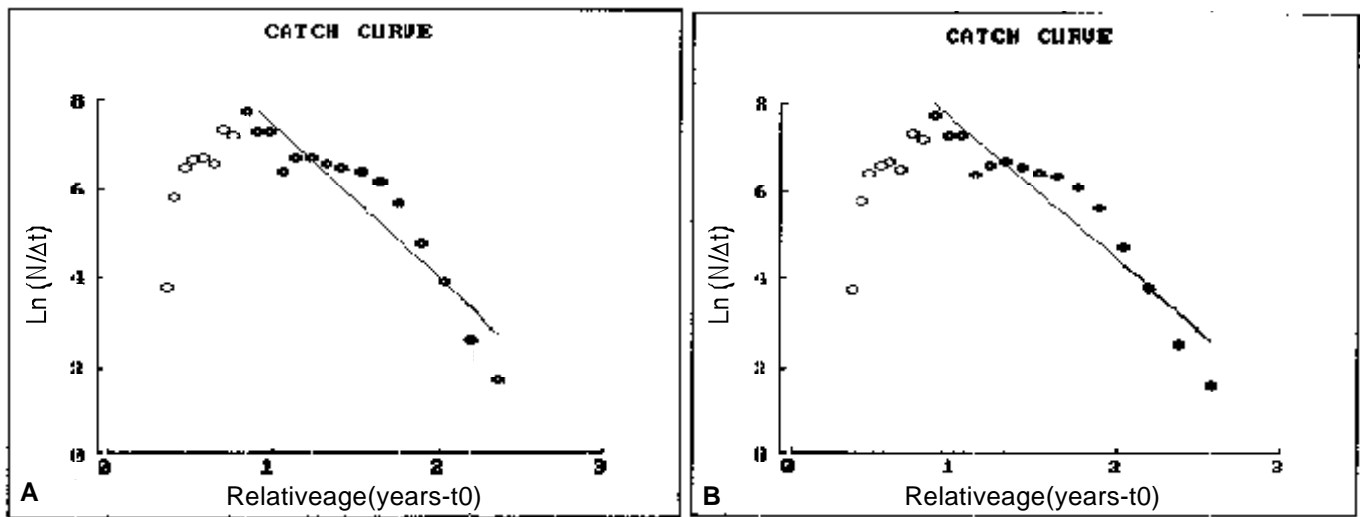 CATCH CURVE
8
6
4
2
0
0 1 2 3
Ln (N/Δt)
Relativeage(years-t0)
A
CATCH CURVE
8
6
4
2
0
0 1 2 3
Ln (N/Δt)
Relativeage(years-t0)
B